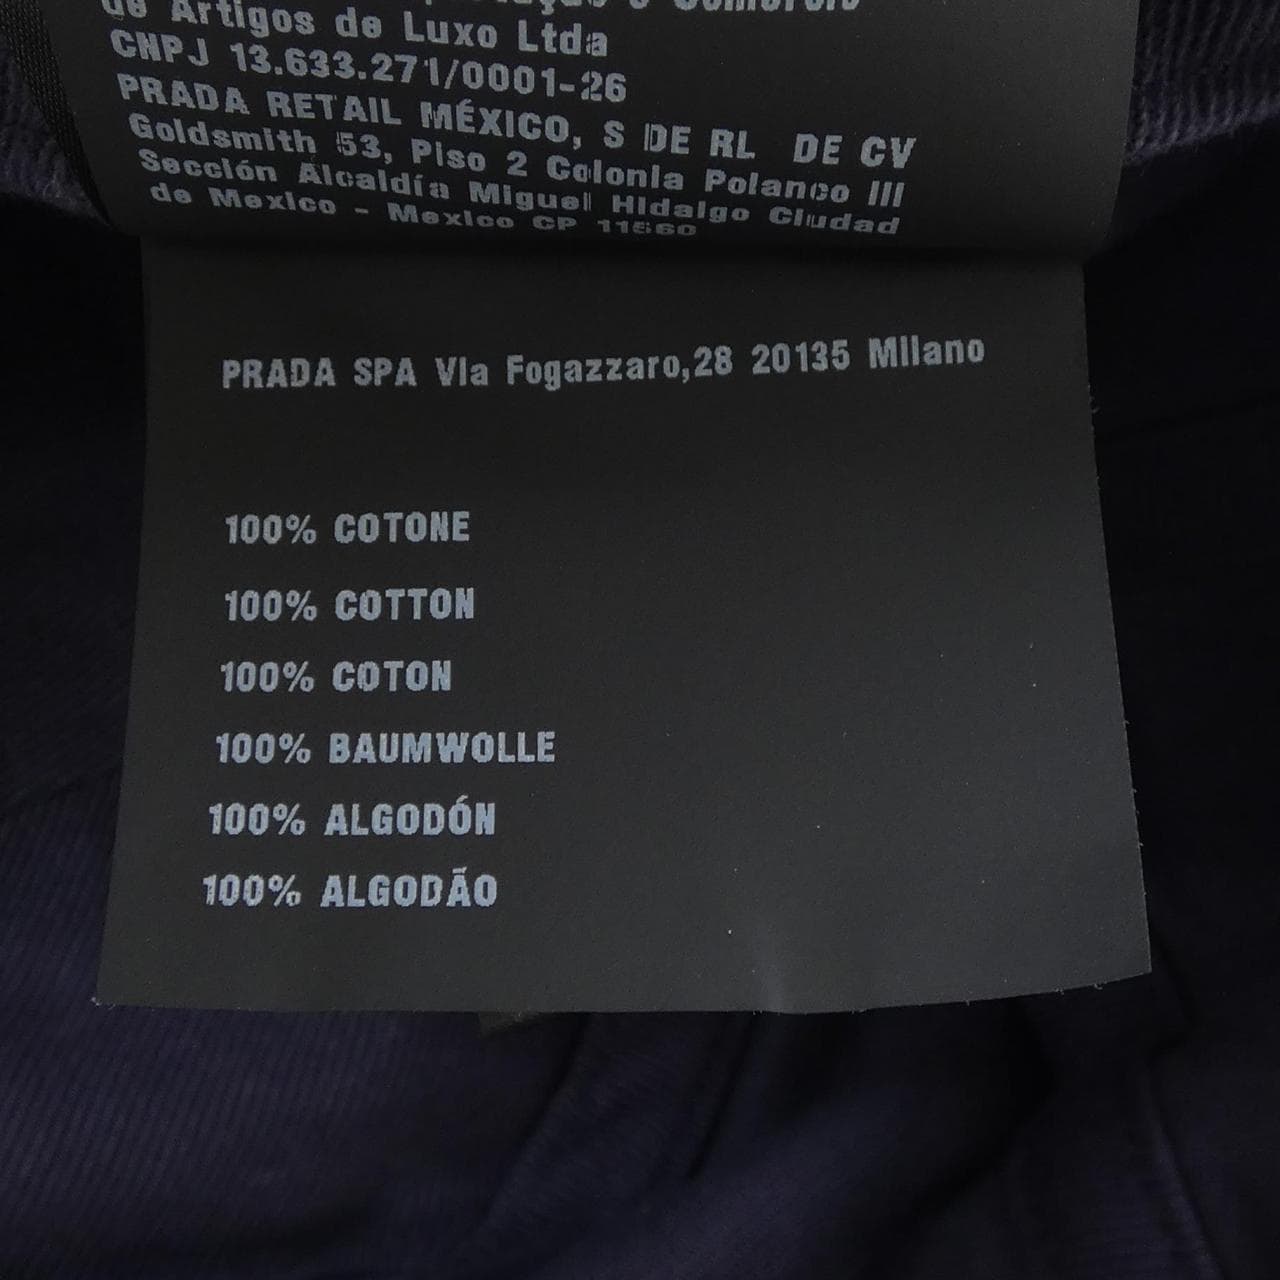 de Artigos de Luxo Ltda
CNPJ 13.633.271/0001-26
PRADA RETAIL MÉXICO, S DE RL DE CV
Goldsmith 53, Piso 2 Colonia Polanco III
Sección Alcaldía Miguel Hidalgo Ciudad
de Mexico - Mexico CP 11560
PRADA SPA Via Fogazzaro,28 20135 Milano
100% COTONE
100% COTTON
100% COTON
100% BAUMWOLLE
100% ALGODÓN
100% ALGODÃO